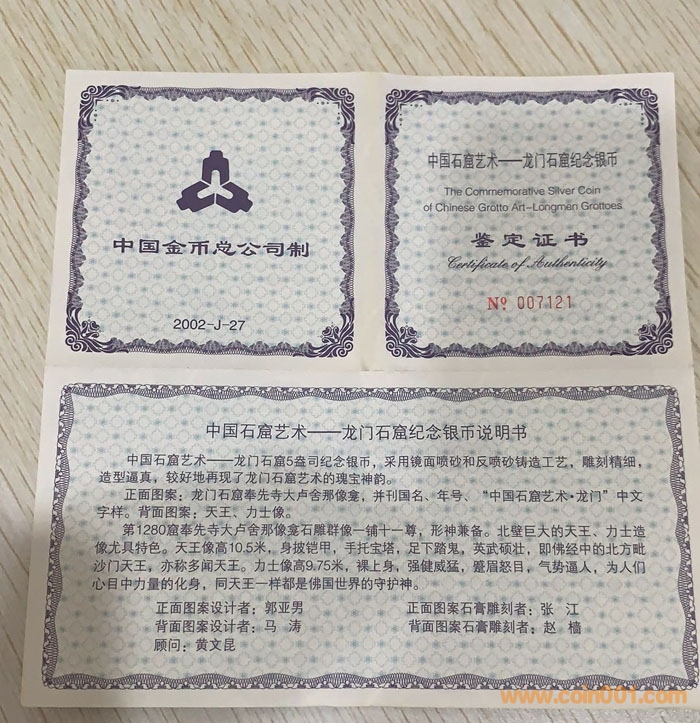 中国金币总公司制
2002-J-27
中国石窟艺术——龙门石窟纪念银币
The Commemorative Silver Coin
of Chinese Grotto Art-Longmen Grottoes
鉴定证书
Certificate of Authenticity
№ 007121
中国石窟艺术——龙门石窟纪念银币说明书
中国石窟艺术——龙门石窟5盎司纪念银币，采用镜面喷砂和反喷砂铸造工艺，雕刻精细，
造型逼真，较好地再现了龙门石窟艺术的瑰宝神韵。
正面图案：龙门石窟奉先寺大卢舍那像龛，并刊国名、年号、“中国石窟艺术·龙门”中文
字样。背面图案：天王、力士像。
第1280窟奉先寺大卢舍那像龛石雕群像一铺十一尊，形神兼备。北壁巨大的天王、力士造
像尤具特色。天王像高10.5米，身披铠甲，手托宝塔，足下踏鬼，英武硕壮，即佛经中的北方毗
沙门天王，亦称多闻天王。力士像高9.75米，裸上身，强健威猛，蹙眉怒目，气势逼人，为人们
心目中力量的化身，同天王一样都是佛国世界的守护神。
正面图案设计者：郭亚男 正面图案石膏雕刻者：张 江
背面图案设计者：马 涛 背面图案石膏雕刻者：赵 樯
顾问：黄文昆
www.coin001.com